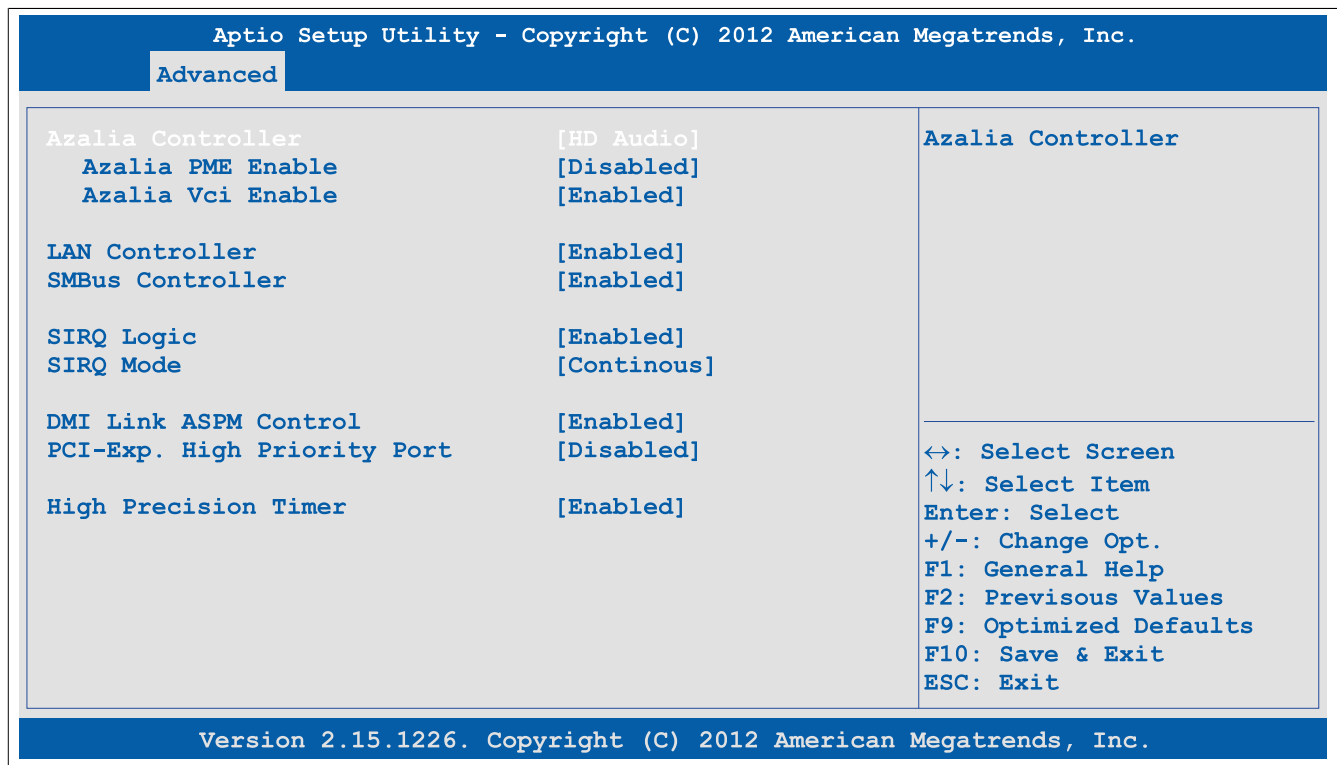 Aptio Setup Utility - Copyright (C) 2012 American Megatrends, Inc.
Advanced
Azalia Controller [HD Audio]
Azalia PME Enable [Disabled]
Azalia Vci Enable [Enabled]
LAN Controller [Enabled]
SMBus Controller [Enabled]
SIRQ Logic [Enabled]
SIRQ Mode [Continous]
DMI Link ASPM Control [Enabled]
PCI-Exp. High Priority Port [Disabled]
High Precision Timer [Enabled]
Azalia Controller
↔: Select Screen
↑↓: Select Item
Enter: Select
+/-: Change Opt.
F1: General Help
F2: Previsous Values
F9: Optimized Defaults
F10: Save & Exit
ESC: Exit
Version 2.15.1226. Copyright (C) 2012 American Megatrends, Inc.